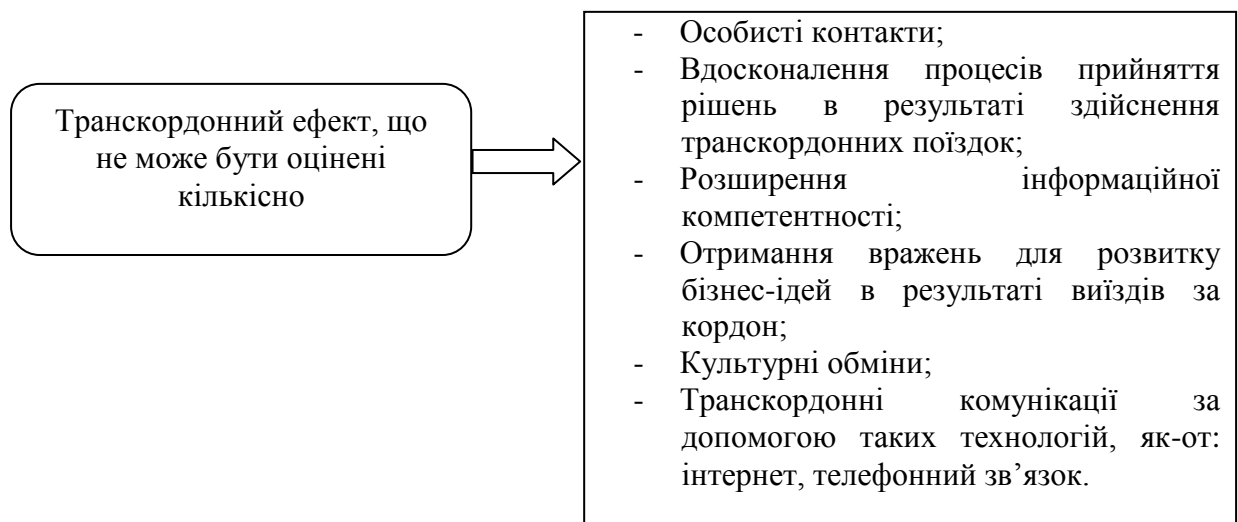 Транскордонний ефект, що
не може бути оцінені
кількісно
- Особисті контакти;
- Вдосконалення процесів прийняття
рішень в результаті здійснення
транскордонних поїздок;
- Розширення інформаційної
компетентності;
- Отримання вражень для розвитку
бізнес-ідей в результаті виїздів за
кордон;
- Культурні обміни;
- Транскордонні комунікації за
допомогою таких технологій, як-от:
інтернет, телефонний зв’язок.